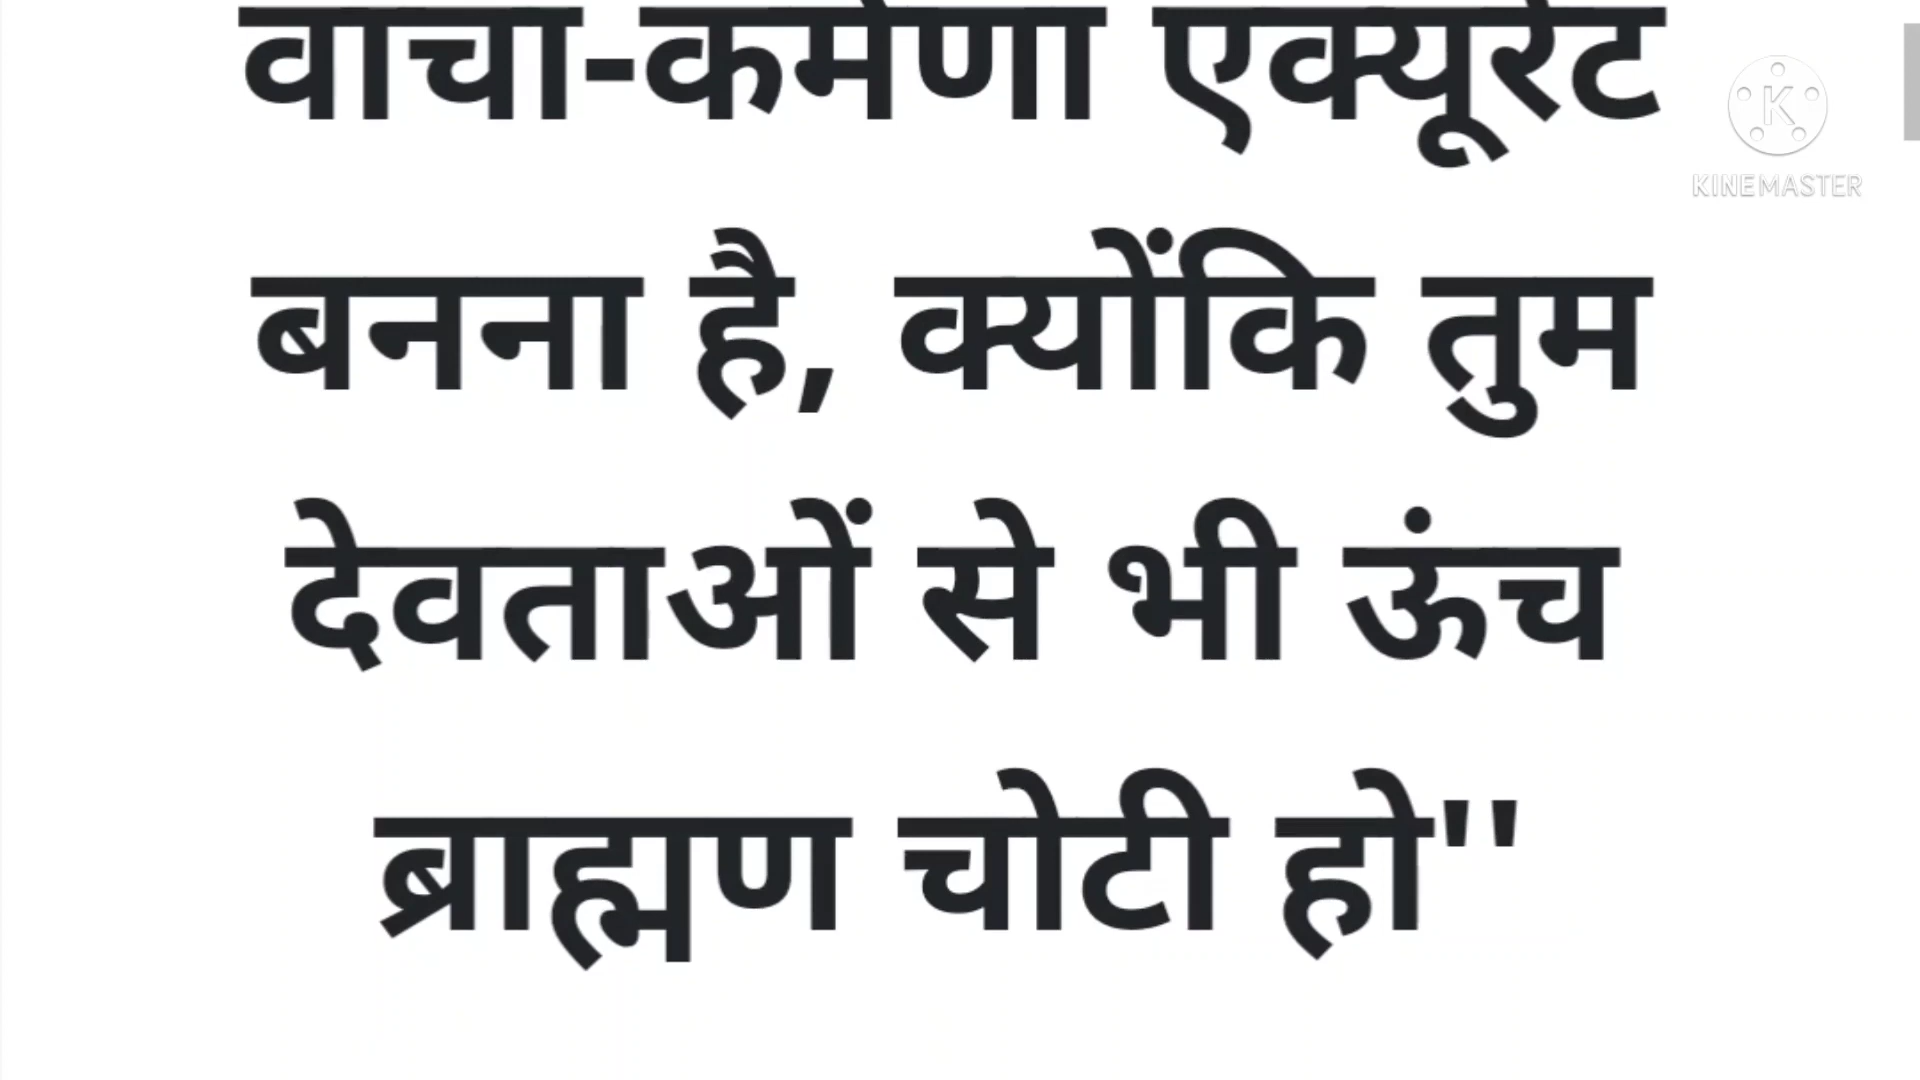 वाचा-कर्मणा एक्यूरेट
KINEMASTER
बनना है, क्योंकि तुम
देवताओं से भी ऊंच
ब्राह्मण चोटी हो''